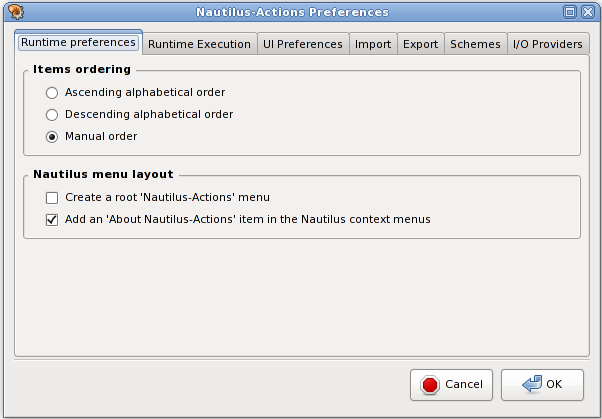 Nautilus-Actions Preferences
Runtime preferences Runtime Execution UI Preferences Import Export Schemes I/O Providers
Items ordering
Ascending alphabetical order
Descending alphabetical order
Manual order
Nautilus menu layout
Create a root 'Nautilus-Actions' menu
Add an 'About Nautilus-Actions' item in the Nautilus context menus
Cancel OK